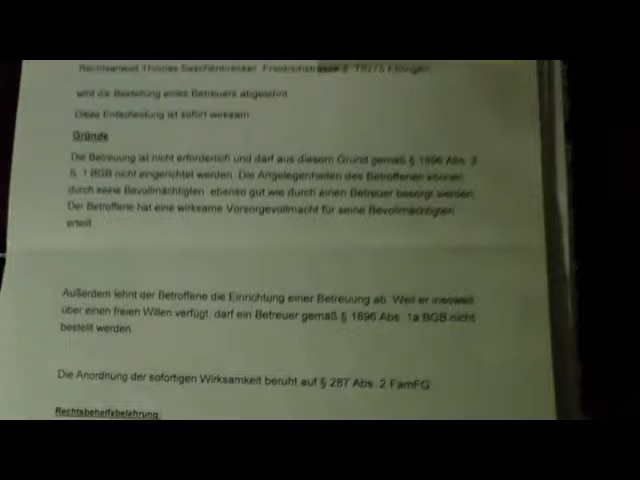 Rechtsanwalt Thomas Friedrichstrasse 2
wird die Bestellung eines Betreuers abgelehnt.
Diese Entscheidung ist sofort wirksam.
Gründe
Die Betreuung ist nicht erforderlich und darf aus diesem Grund gemäß § 1896 Abs. 2
S. 1 BGB nicht eingerichtet werden. Die Angelegenheiten des Betroffenen können
durch seine Bevollmächtigten ebenso gut wie durch einen Betreuer besorgt werden.
Der Betroffene hat eine wirksame Vorsorgevollmacht für seine Bevollmächtigten
erteilt.
Außerdem lehnt der Betroffene die Einrichtung einer Betreuung ab. Weil er insoweit
über einen freien Willen verfügt, darf ein Betreuer gemäß § 1896 Abs. 1a BGB nicht
bestellt werden.
Die Anordnung der sofortigen Wirksamkeit beruht auf § 287 Abs. 2 FamFG
Rechtsbehelfsbelehrung: